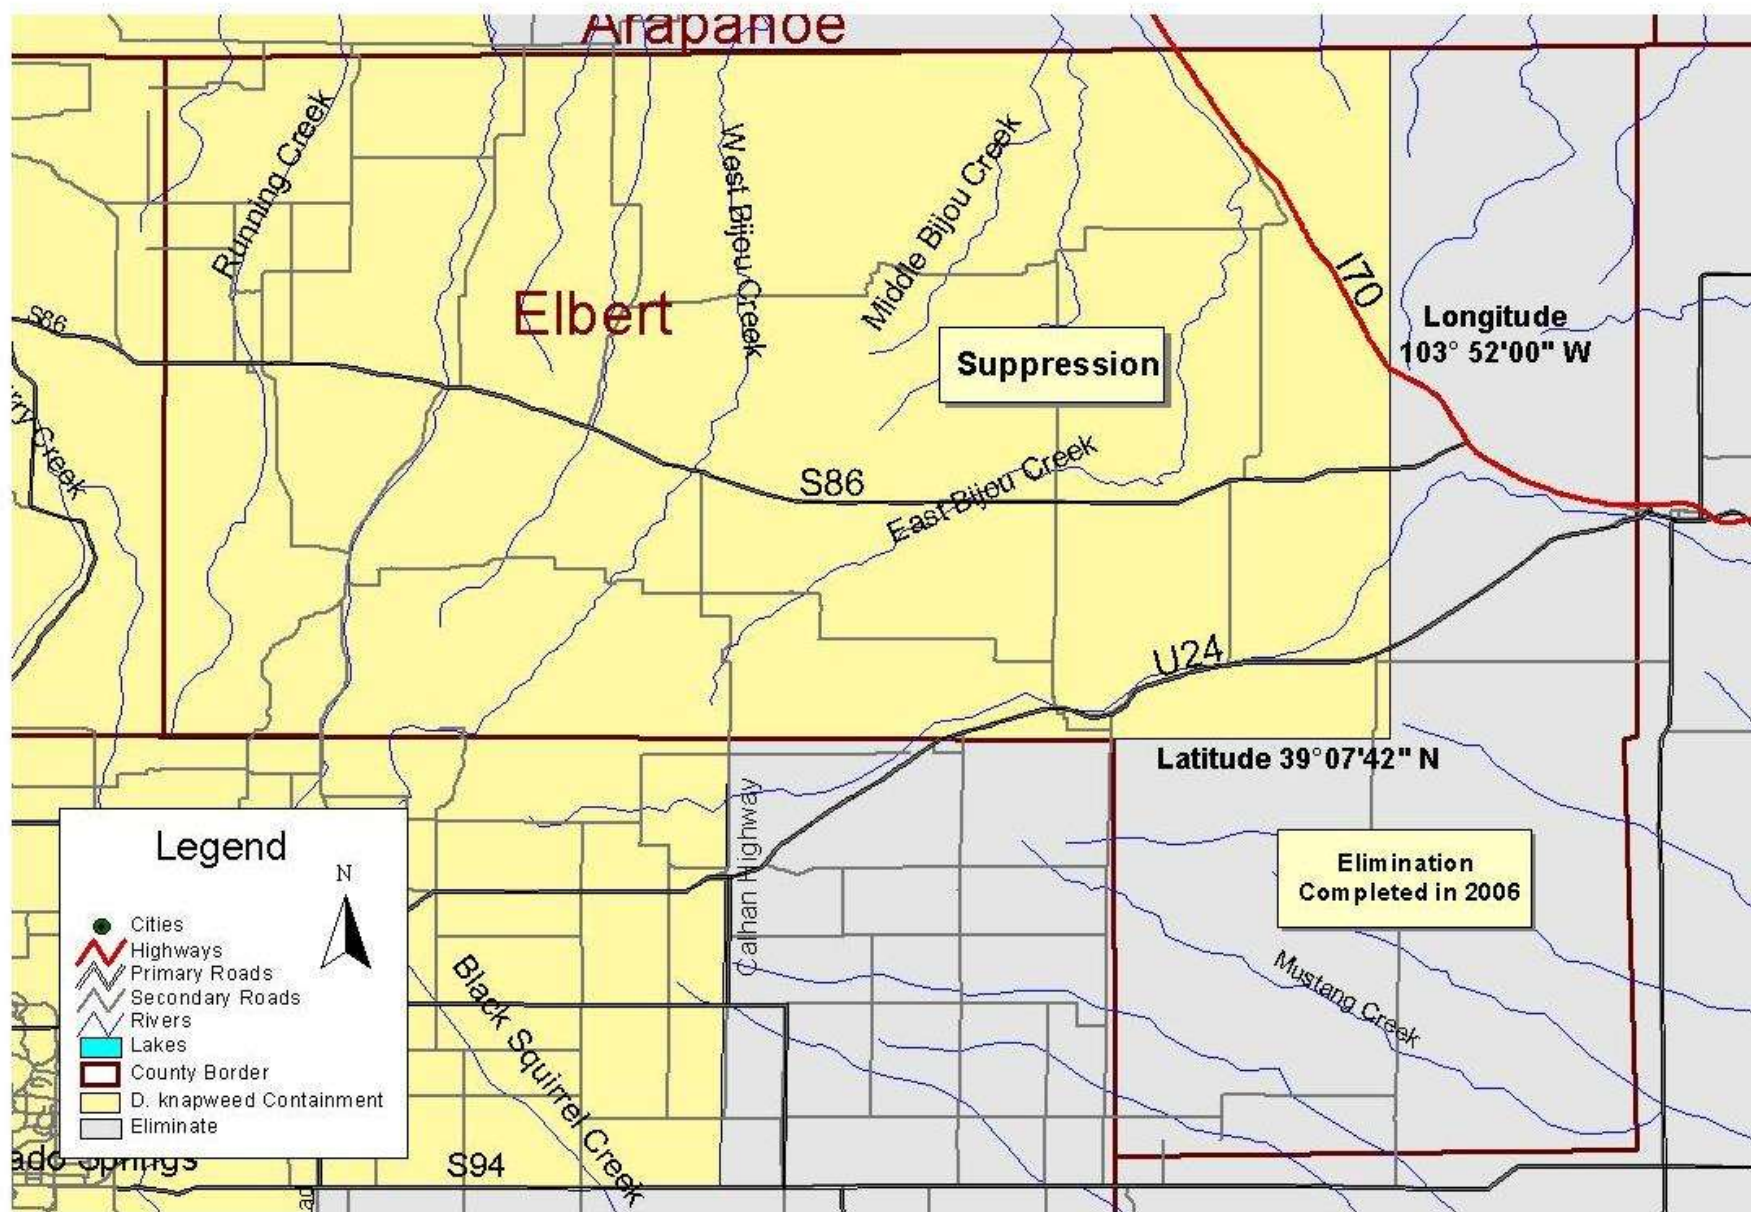 Arapahoe
Running Creek
West Bijou Creek
Middle Bijou Creek
I70
Elbert
S86
Longitude
103° 52'00" W
Suppression
Creek
S86
East Bijou Creek
U24
Latitude 39°07'42" N
Calhan Highway
Elimination
Completed in 2006
Mustang Creek
Black Squirrel Creek
S94
Legend
N
Cities
Highways
Primary Roads
Secondary Roads
Rivers
Lakes
County Border
D. knapweed Containment
Eliminate
Springs